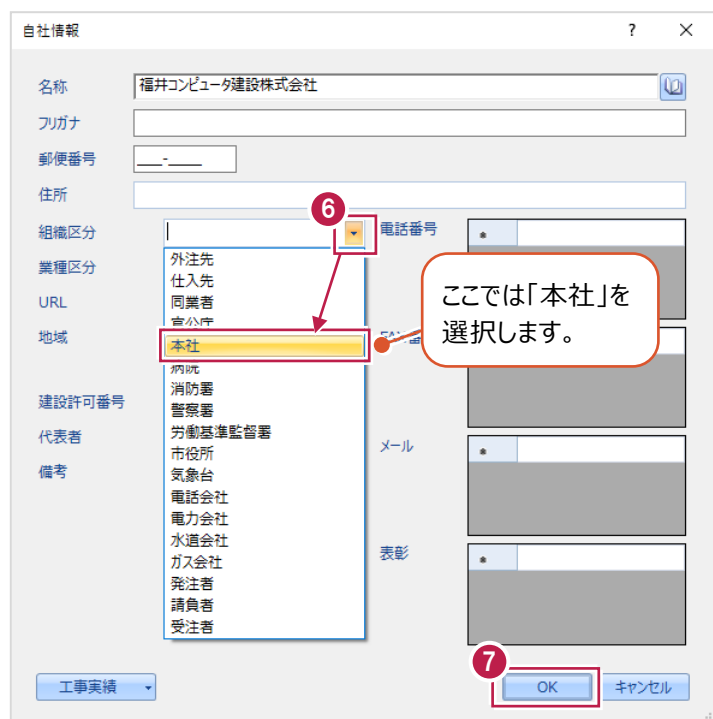 自社情報
?
×
名称
福井コンピュータ建設株式会社
フリガナ
郵便番号
___-____
住所
6
組織区分
電話番号
*
業種区分
URL
地域
外注先
仕入先
同業者
官公庁
本社
病院
消防署
警察署
労働基準監督署
市役所
気象台
電話会社
電力会社
水道会社
ガス会社
発注者
請負者
受注者
ここでは「本社」を
選択します。
建設許可番号
代表者
備考
メール
*
表彰
*
7
工事実績
OK
キャンセル